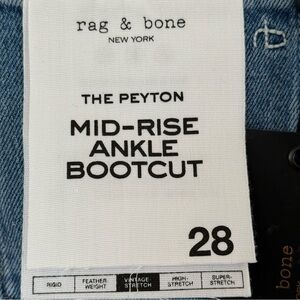 rag & bone
NEW YORK
THE PEYTON
MID-RISE
ANKLE
BOOTCUT
28
RIGID
FEATHER WEIGHT
VINTAGE-STRETCH
HIGH-STRETCH
SUPER-STRETCH
bone